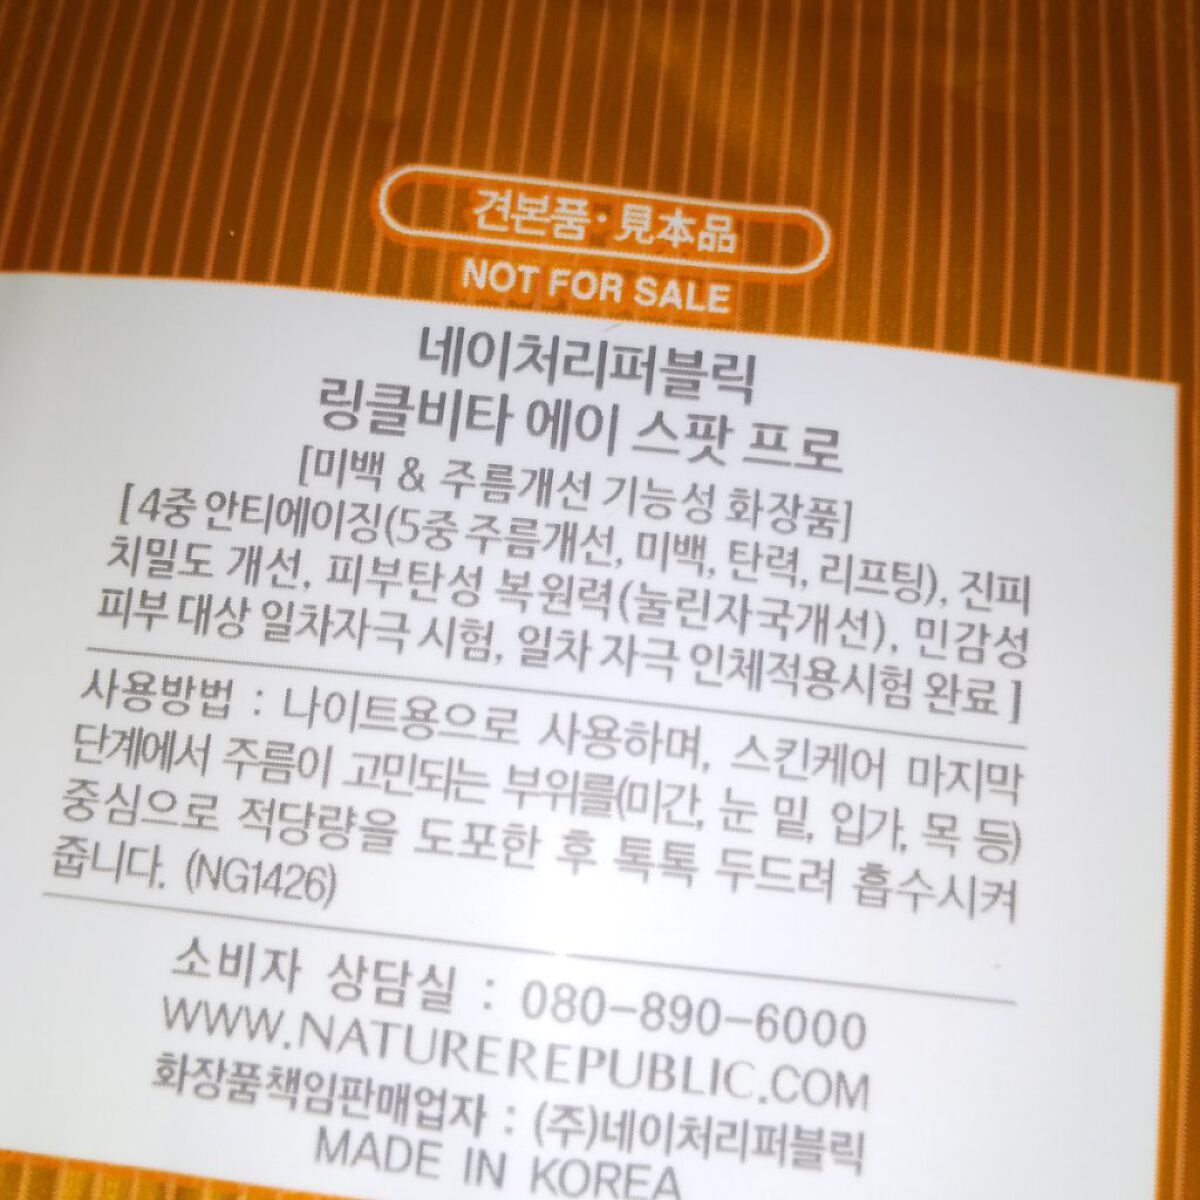 견본품·見本品
NOT FOR SALE
네이처리퍼블릭
링클비타 에이 스팟 프로
[미백 & 주름개선 기능성 화장품]
[4중 안티에이징(5중 주름개선, 미백, 탄력, 리프팅), 진피
치밀도 개선, 피부탄성 복원력(눌린자국개선), 민감성
피부 대상 일차자극 시험, 일차 자극 인체적용시험 완료]
사용방법 : 나이트용으로 사용하며, 스킨케어 마지막
단계에서 주름이 고민되는 부위를(미간, 눈 밑, 입가, 목 등)
중심으로 적당량을 도포한 후 톡톡 두드려 흡수시켜
줍니다. (NG1426)
소비자 상담실 : 080-890-6000
WWW.NATUREREPUBLIC.COM
화장품책임판매업자 : (주)네이처리퍼블릭
MADE IN KOREA